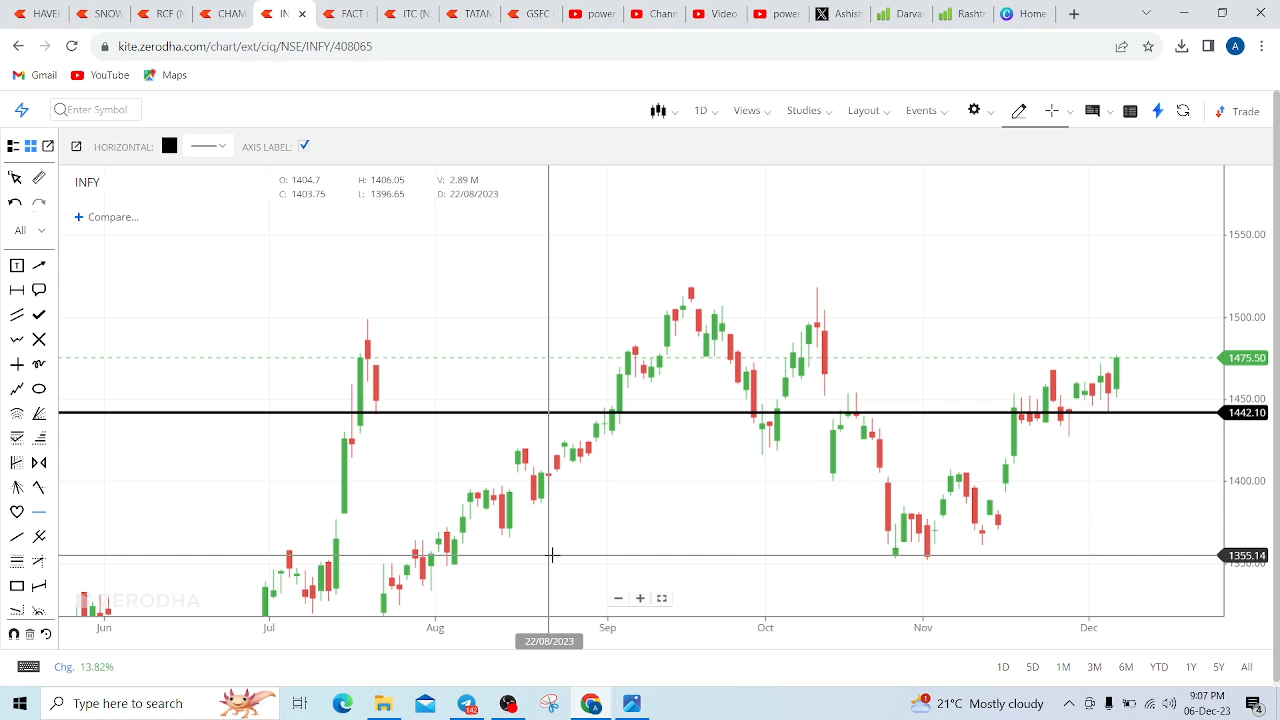 HAVEL
SNOW
RCF (N
CHAM
IN
FACT (
ITC (N
TATAM
GSFC (
power
Chann
Video
power
Ashish
Danas
Rashtr
Home
kite.zerodha.com/chart/ext/ciq/NSE/INFY/408065
A
Gmail YouTube Maps
Enter Symbol
1D Views Studies Layout Events Trade
HORIZONTAL: AXIS LABEL:
INFY
O: 1404.7 H: 1406.05 V: 2.89 M
C: 1403.75 L: 1396.65 D: 22/08/2023
+ Compare...
All
T
1550.00
1500.00
1475.50
1450.00
1442.10
1400.00
1355.14
ZERODHA
Jun Jul Aug Sep Oct Nov Dec
22/08/2023
Chg. 13.82%
1D 5D 1M 3M 6M YTD 1Y 5Y All
Type here to search
142
21°C Mostly cloudy
9:07 PM
06-Dec-23
4